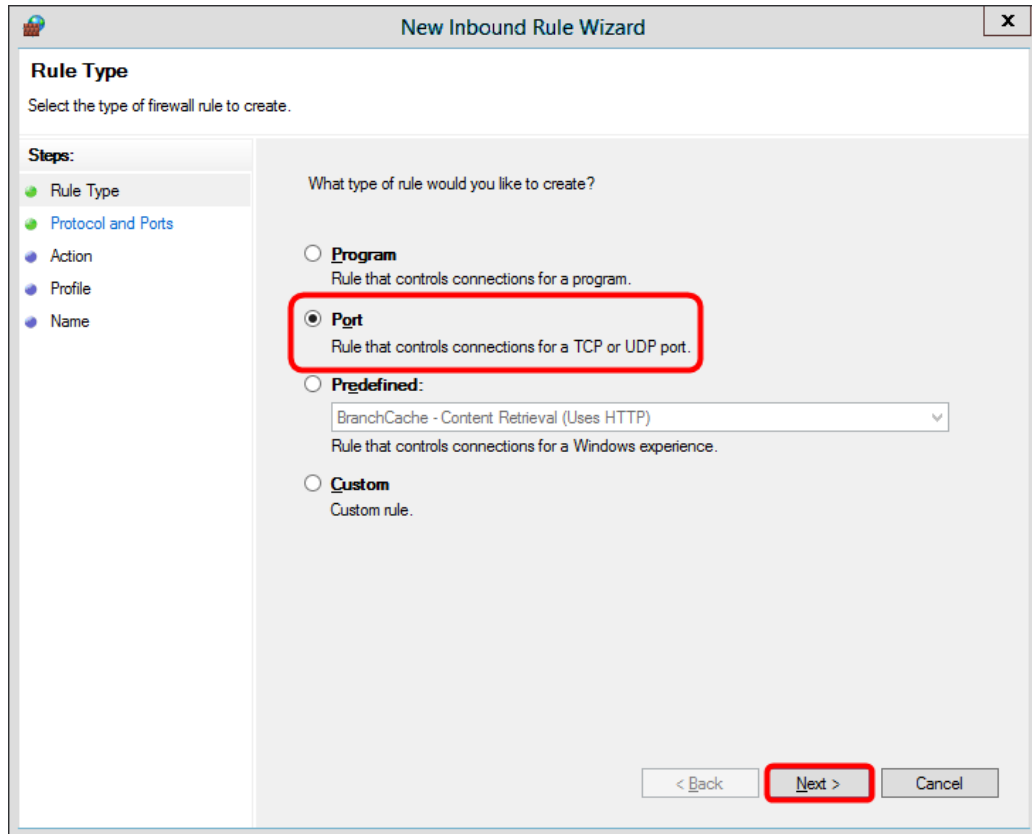 New Inbound Rule Wizard
x
Rule Type
Select the type of firewall rule to create.
Steps:
Rule Type
Protocol and Ports
Action
Profile
Name
What type of rule would you like to create?
Program
Rule that controls connections for a program.
Port
Rule that controls connections for a TCP or UDP port.
Predefined:
BranchCache - Content Retrieval (Uses HTTP)
Rule that controls connections for a Windows experience.
Custom
Custom rule.
< Back Next > Cancel